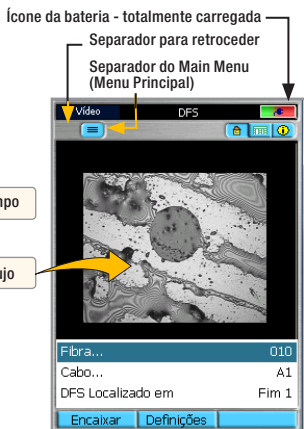 Ícone da bateria - totalmente carregada
Separador para retroceder
Separador do Main Menu
(Menu Principal)
Vídeo
DFS
Fibra...
010
Cabo...
A1
DFS Localizado em
Fim 1
Encaixar
Definições